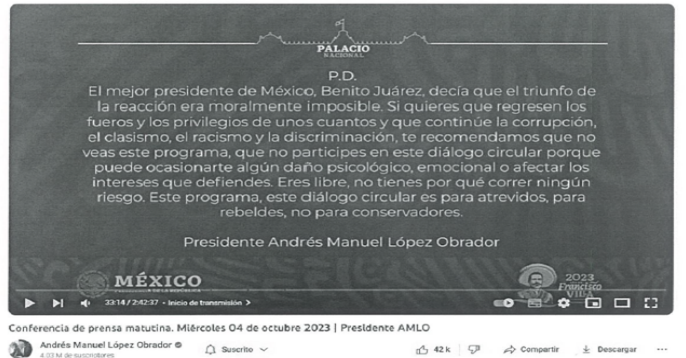 PALACIO
NACIONAL
P.D.
El mejor presidente de México, Benito Juárez, decía que el triunfo de
la reacción era moralmente imposible. Si quieres que regresen los
fueros y los privilegios de unos cuantos y que continúe la corrupción,
el clasismo, el racismo y la discriminación, te recomendamos que no
veas este programa, que no participes en este diálogo circular porque
puede ocasionarte algún daño psicológico, emocional o afectar los
intereses que defiendes. Eres libre, no tienes por qué correr ningún
riesgo. Este programa, este diálogo circular es para atrevidos, para
rebeldes, no para conservadores.
Presidente Andrés Manuel López Obrador
MÉXICO
2023
Francisco
VILLA
33:14 / 2:42:37 • Inicio de transmisión >
Conferencia de prensa matutina. Miércoles 04 de octubre 2023 | Presidente AMLO
Andrés Manuel López Obrador
4.03 M de suscriptores
Suscrito
42 k
Compartir
Descargar